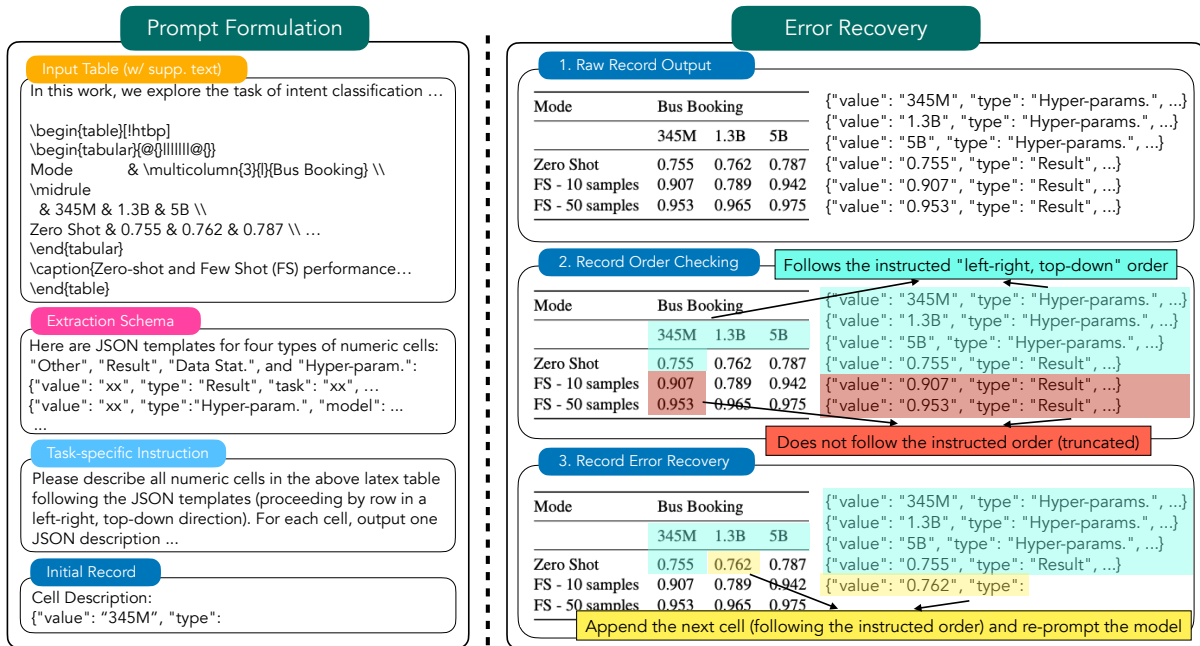 Prompt Formulation
Input Table (w/ supp. text)
In this work, we explore the task of intent classification ...
\begin{table}[!htbp]
\begin{tabular}{@{}lllllll@{}}
Mode & \multicolumn{3}{l}{Bus Booking} \\
\midrule
& 345M & 1.3B & 5B \\
Zero Shot & 0.755 & 0.762 & 0.787 \\ ...
\end{tabular}
\caption{Zero-shot and Few Shot (FS) performance...
\end{table}
Extraction Schema
Here are JSON templates for four types of numeric cells:
"Other", "Result", "Data Stat.", and "Hyper-param.":
{"value": "xx", "type": "Result", "task": "xx", ...
{"value": "xx", "type":"Hyper-param.", "model": ...
...
Task-specific Instruction
Please describe all numeric cells in the above latex table
following the JSON templates (proceeding by row in a
left-right, top-down direction). For each cell, output one
JSON description ...
Initial Record
Cell Description:
{"value": “345M”, "type":
Error Recovery
1. Raw Record Output
Mode Bus Booking
345M 1.3B 5B
Zero Shot 0.755 0.762 0.787
FS - 10 samples 0.907 0.789 0.942
FS - 50 samples 0.953 0.965 0.975
{"value": "345M", "type": "Hyper-params.", ...}
{"value": "1.3B", "type": "Hyper-params.", ...}
{"value": "5B", "type": "Hyper-params.", ...}
{"value": "0.755", "type": "Result", ...}
{"value": "0.907", "type": "Result", ...}
{"value": "0.953", "type": "Result", ...}
2. Record Order Checking
Follows the instructed "left-right, top-down" order
Mode Bus Booking
345M 1.3B 5B
Zero Shot 0.755 0.762 0.787
FS - 10 samples 0.907 0.789 0.942
FS - 50 samples 0.953 0.965 0.975
{"value": "345M", "type": "Hyper-params.", ...}
{"value": "1.3B", "type": "Hyper-params.", ...}
{"value": "5B", "type": "Hyper-params.", ...}
{"value": "0.755", "type": "Result", ...}
{"value": "0.907", "type": "Result", ...}
{"value": "0.953", "type": "Result", ...}
Does not follow the instructed order (truncated)
3. Record Error Recovery
Mode Bus Booking
345M 1.3B 5B
Zero Shot 0.755 0.762 0.787
FS - 10 samples 0.907 0.789 0.942
FS - 50 samples 0.953 0.965 0.975
{"value": "345M", "type": "Hyper-params.", ...}
{"value": "1.3B", "type": "Hyper-params.", ...}
{"value": "5B", "type": "Hyper-params.", ...}
{"value": "0.755", "type": "Result", ...}
{"value": "0.762", "type":
Append the next cell (following the instructed order) and re-prompt the model